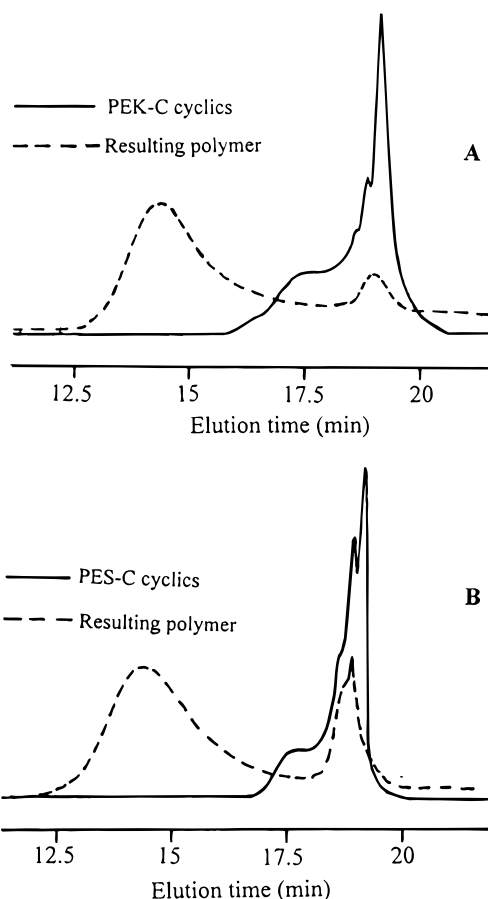 PEK-C cyclics
Resulting polymer
A
12.5 15 17.5 20
Elution time (min)
PES-C cyclics
B
Resulting polymer
12.5 15 17.5 20
Elution time (min)